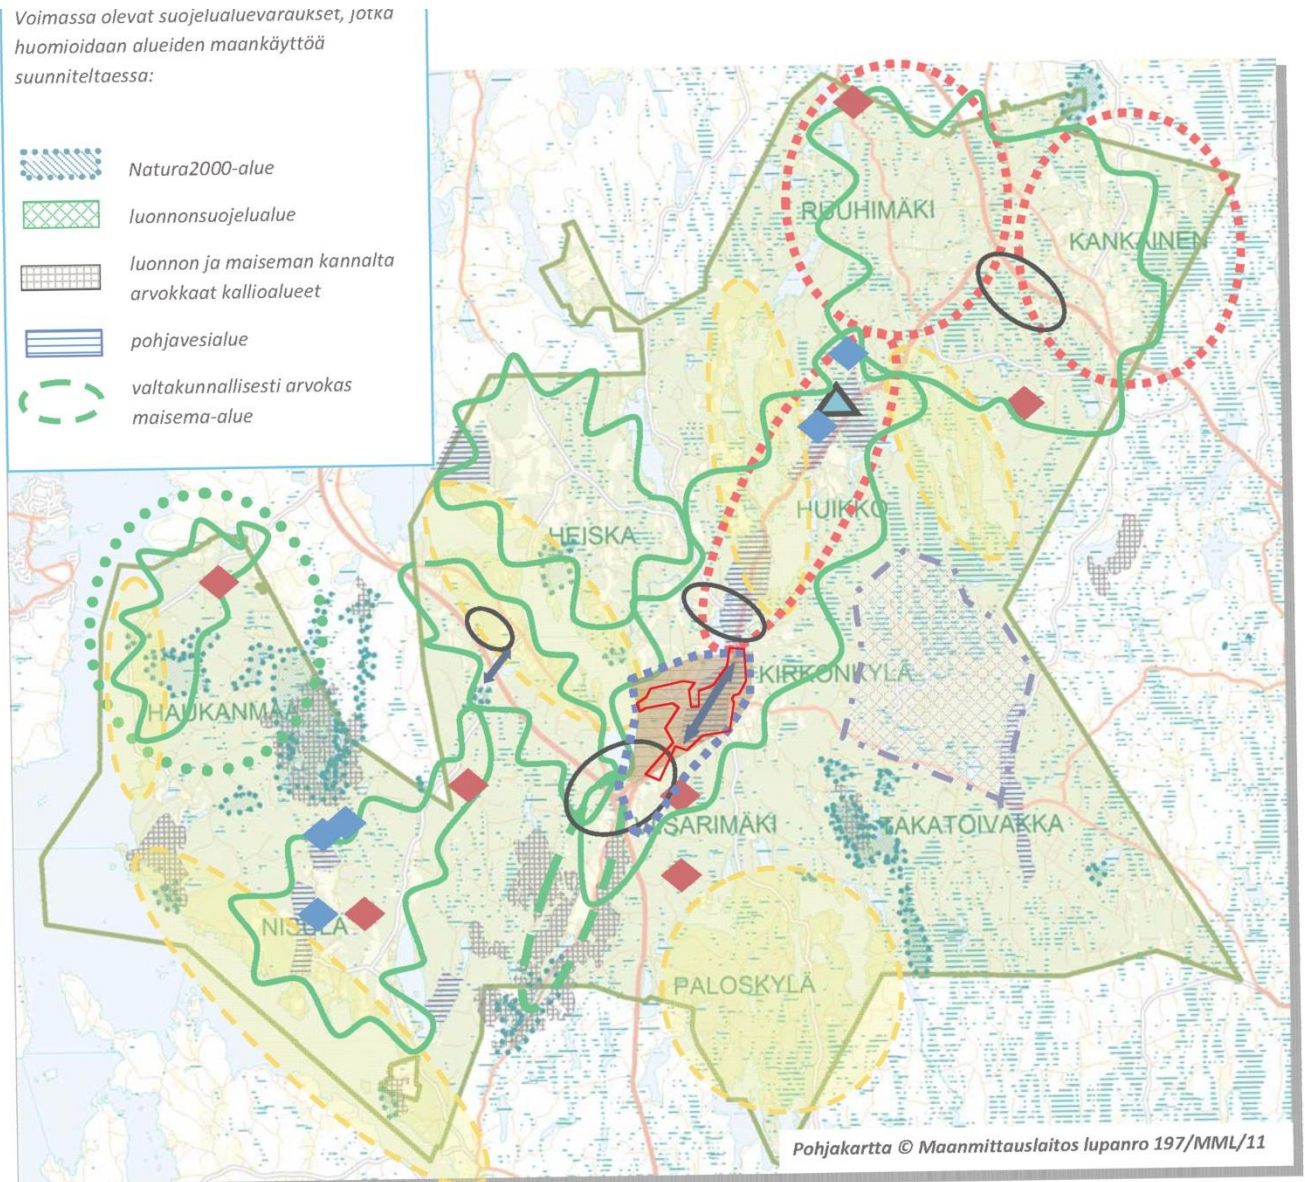 Voimassa olevat suojelualuevaraukset, jotka
huomioidaan alueiden maankäyttöä
suunniteltaessa:
Natura2000-alue
luonnonsuojelualue
luonnon ja maiseman kannalta
arvokkaat kallioalueet
pohjavesialue
valtakunnallisesti arvokas
maisema-alue
RUUHIMÄKI
KANKAINEN
HUIKKO
HEISKA
KIRKONKYLÄ
HAUKANMAA
SARIMÄKI
TAKATOIVAKKA
NISULA
PALOSKYLÄ
Pohjakartta © Maanmittauslaitos lupanro 197/MML/11